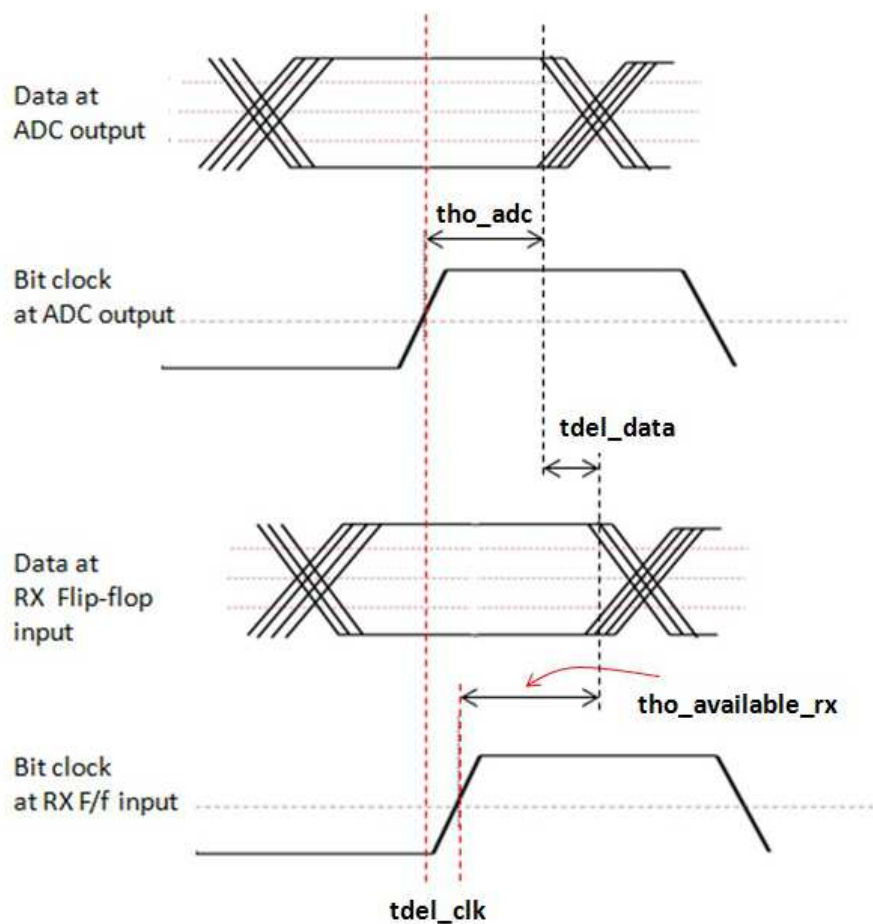 Data at
ADC output
tho_adc
Bit clock
at ADC output
tdel_data
Data at
RX Flip-flop
input
tho_available_rx
Bit clock
at RX F/f input
tdel_clk